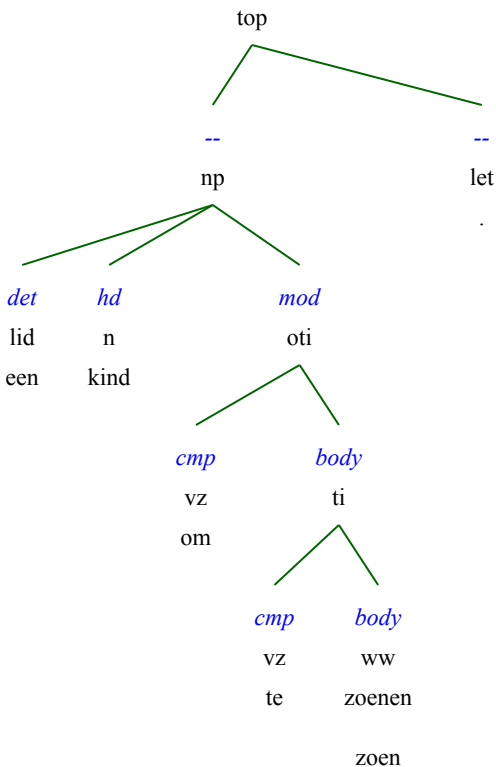 top
-- --
np let
.
det hd mod
lid n oti
een kind
cmp body
vz ti
om
cmp body
vz ww
te zoenen
zoen